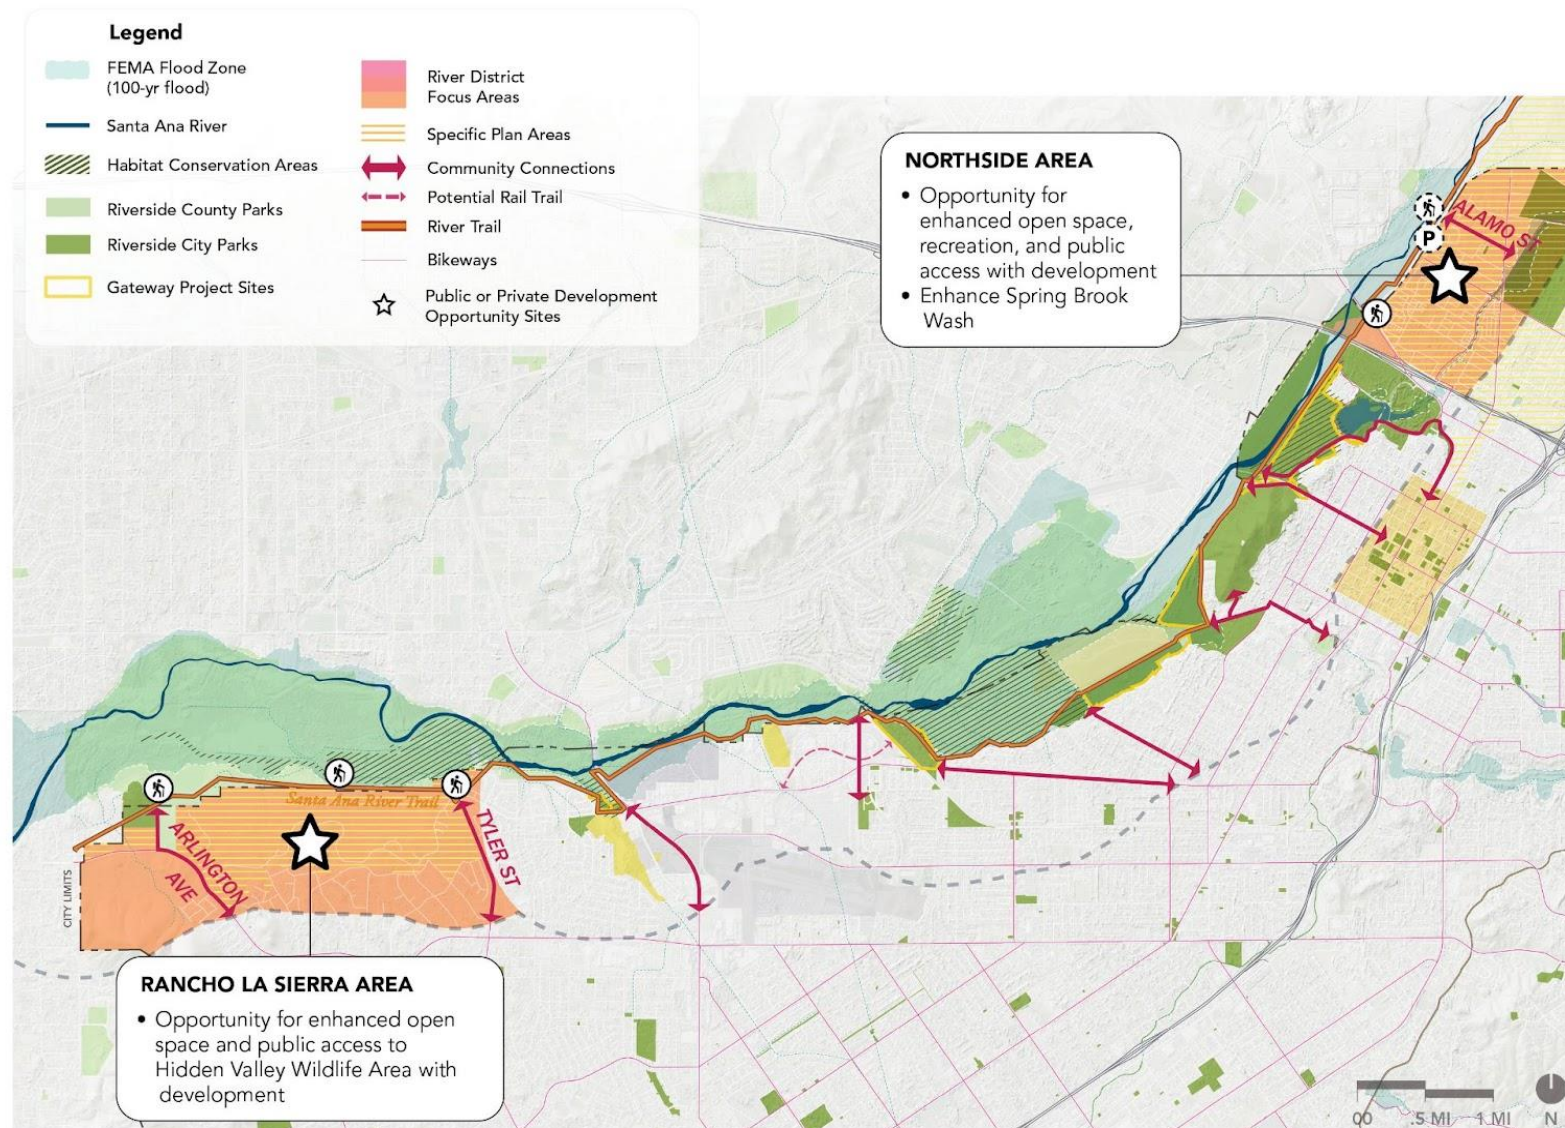 Legend
FEMA Flood Zone
(100-yr flood)
Santa Ana River
Habitat Conservation Areas
Riverside County Parks
Riverside City Parks
Gateway Project Sites
River District
Focus Areas
Specific Plan Areas
Community Connections
Potential Rail Trail
River Trail
Bikeways
Public or Private Development
Opportunity Sites
NORTHSIDE AREA
• Opportunity for
enhanced open space,
recreation, and public
access with development
• Enhance Spring Brook
Wash
P
ALAMO ST
Santa Ana River Trail
ARLINGTON
AVE
TYLER ST
CITY LIMITS
RANCHO LA SIERRA AREA
• Opportunity for enhanced open
space and public access to
Hidden Valley Wildlife Area with
development
00 .5 MI 1 MI N